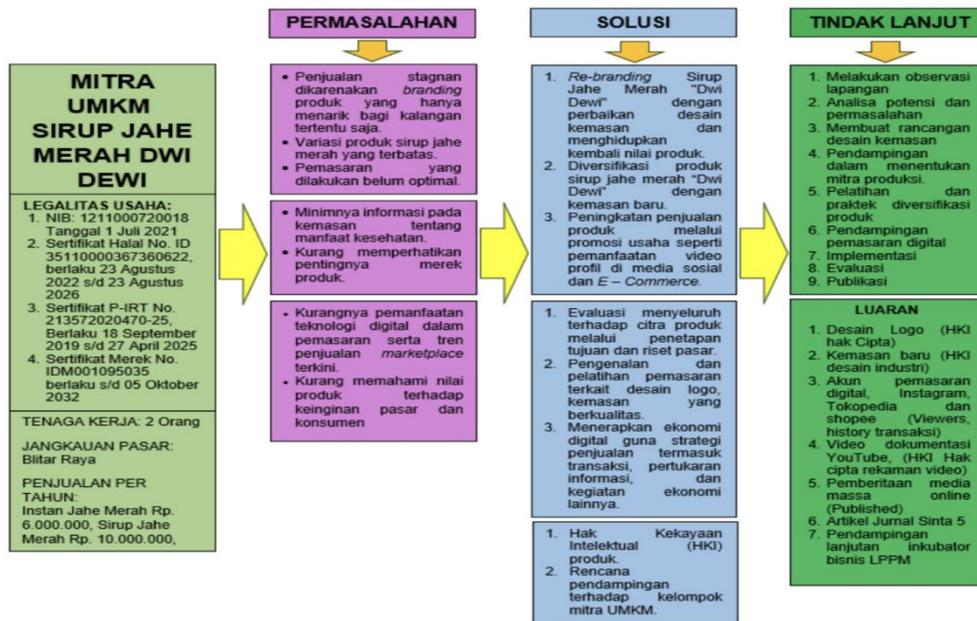 MITRA
UMKM
SIRUP JAHE
MERAH DWI
DEWI
LEGALITAS USAHA:
1. NIB: 1211000720018
Tanggal 1 Juli 2021
2. Sertifikat Halal No. ID
35110000367360622,
berlaku 23 Agustus
2022 s/d 23 Agustus
2026
3. Sertifikat P-IRT No.
213572020470-25,
Berlaku 18 September
2019 s/d 27 April 2025
4. Sertifikat Merek No.
IDM001095035
berlaku s/d 05 Oktober
2032
TENAGA KERJA: 2 Orang
JANGKAUAN PASAR:
Blitar Raya
PENJUALAN PER
TAHUN:
Instan Jahe Merah Rp.
6.000.000, Sirup Jahe
Merah Rp. 10.000.000,
PERMASALAHAN
• Penjualan stagnan
dikarenakan branding
produk yang hanya
menarik bagi kalangan
tertentu saja.
• Variasi produk sirup jahe
merah yang terbatas.
• Pemasaran yang
dilakukan belum optimal.
• Minimnya informasi pada
kemasan tentang
manfaat kesehatan.
• Kurang memperhatikan
pentingnya merek
produk.
• Kurangnya pemanfaatan
teknologi digital dalam
pemasaran serta tren
penjualan marketplace
terkini.
• Kurang memahami nilai
produk terhadap
keinginan pasar dan
konsumen
SOLUSI
1. Re-branding Sirup
Jahe Merah "Dwi
Dewi" dengan
perbaikan desain
kemasan dan
menghidupkan
kembali nilai produk.
2. Diversifikasi produk
sirup jahe merah "Dwi
Dewi" dengan
kemasan baru.
3. Peningkatan penjualan
produk melalui
promosi usaha seperti
pemanfaatan video
profil di media sosial
dan E – Commerce.
1. Evaluasi menyeluruh
terhadap citra produk
melalui penetapan
tujuan dan riset pasar.
2. Pengenalan dan
pelatihan pemasaran
terkait desain logo,
kemasan yang
berkualitas.
3. Menerapkan ekonomi
digital guna strategi
penjualan termasuk
transaksi, pertukaran
informasi, dan
kegiatan ekonomi
lainnya.
1. Hak Kekayaan
Intelektual (HKI)
produk.
2. Rencana
pendampingan
terhadap kelompok
mitra UMKM.
TINDAK LANJUT
1. Melakukan observasi
lapangan
2. Analisa potensi dan
permasalahan
3. Membuat rancangan
desain kemasan
4. Pendampingan
dalam menentukan
mitra produksi.
5. Pelatihan dan
praktek diversifikasi
produk
6. Pendampingan
pemasaran digital
7. Implementasi
8. Evaluasi
9. Publikasi
LUARAN
1. Desain Logo (HKI
hak Cipta)
2. Kemasan baru (HKI
desain industri)
3. Akun pemasaran
digital, Instagram,
Tokopedia dan
shopee (Viewers,
history transaksi)
4. Video dokumentasi
YouTube, (HKI Hak
cipta rekaman video)
5. Pemberitaan media
massa online
(Published)
6. Artikel Jurnal Sinta 5
7. Pendampingan
lanjutan inkubator
bisnis LPPM